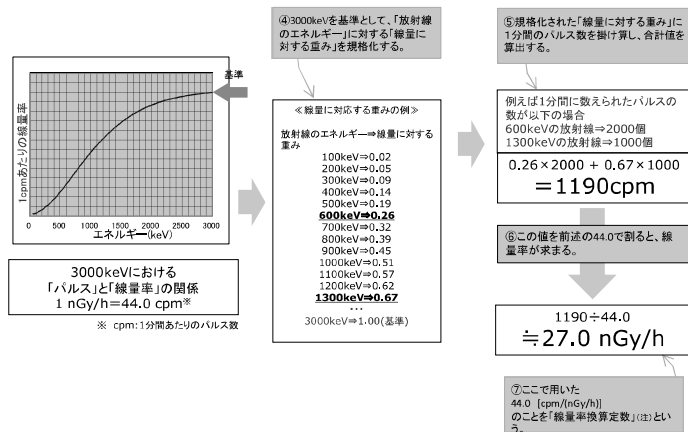 ④3000keVを基準として、「放射線
のエネルギー」に対する「線量に
対する重み」を規格化する。
⑤規格化された「線量に対する重み」に
1分間のパルス数を掛け算し、合計値を
算出する。
基準
1cpmあたりの線量率
0 500 1000 1500 2000 2500 3000
エネルギー(keV)
3000keVにおける
「パルス」と「線量率」の関係
1 nGy/h=44.0 cpm※
※ cpm:1分間あたりのパルス数
≪線量に対応する重みの例≫
放射線のエネルギー⇒線量に対する
重み
100keV⇒0.02
200keV⇒0.05
300keV⇒0.09
400keV⇒0.14
500keV⇒0.19
600keV⇒0.26
700keV⇒0.32
800keV⇒0.39
900keV⇒0.45
1000keV⇒0.51
1100keV⇒0.57
1200keV⇒0.62
1300keV⇒0.67
…
3000keV⇒1.00(基準)
例えば1分間に数えられたパルスの
数が以下の場合
600keVの放射線⇒2000個
1300keVの放射線⇒1000個
0.26×2000 + 0.67×1000
=1190cpm
⑥この値を前述の44.0で割ると、線
量率が求まる。
1190÷44.0
≒27.0 nGy/h
⑦ここで用いた
44.0 [cpm/(nGy/h)]
のことを「線量率換算定数」(注)とい
う。